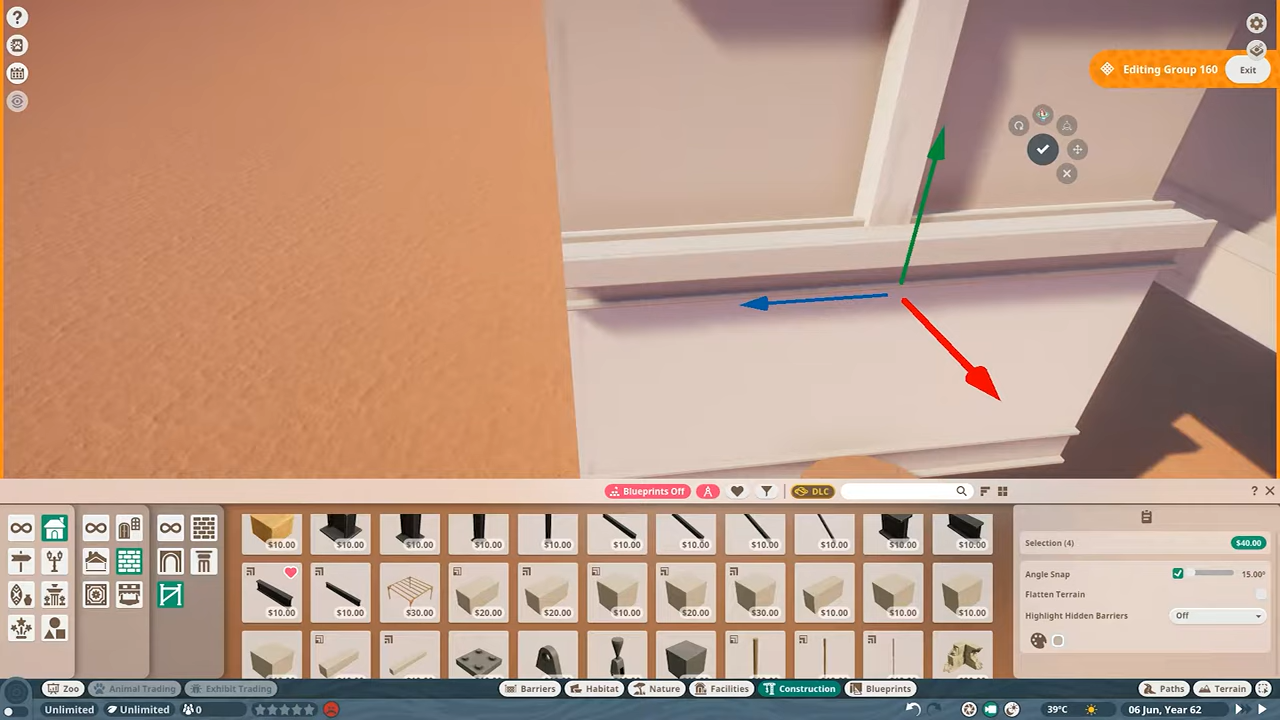 ?
Editing Group 160
Exit
Blueprints Off
DLC
?
$10.00 $10.00 $10.00 $10.00 $10.00 $10.00 $10.00 $10.00 $10.00 $10.00 $10.00
$10.00 $10.00 $30.00 $20.00 $20.00 $10.00 $20.00 $30.00 $10.00 $10.00 $10.00
Selection (4) $40.00
Angle Snap 15.00°
Flatten Terrain
Highlight Hidden Barriers Off
Zoo Animal Trading Exhibit Trading Barriers Habitat Nature Facilities Construction Blueprints Paths Terrain
Unlimited Unlimited 0 39°C 06 Jun, Year 62